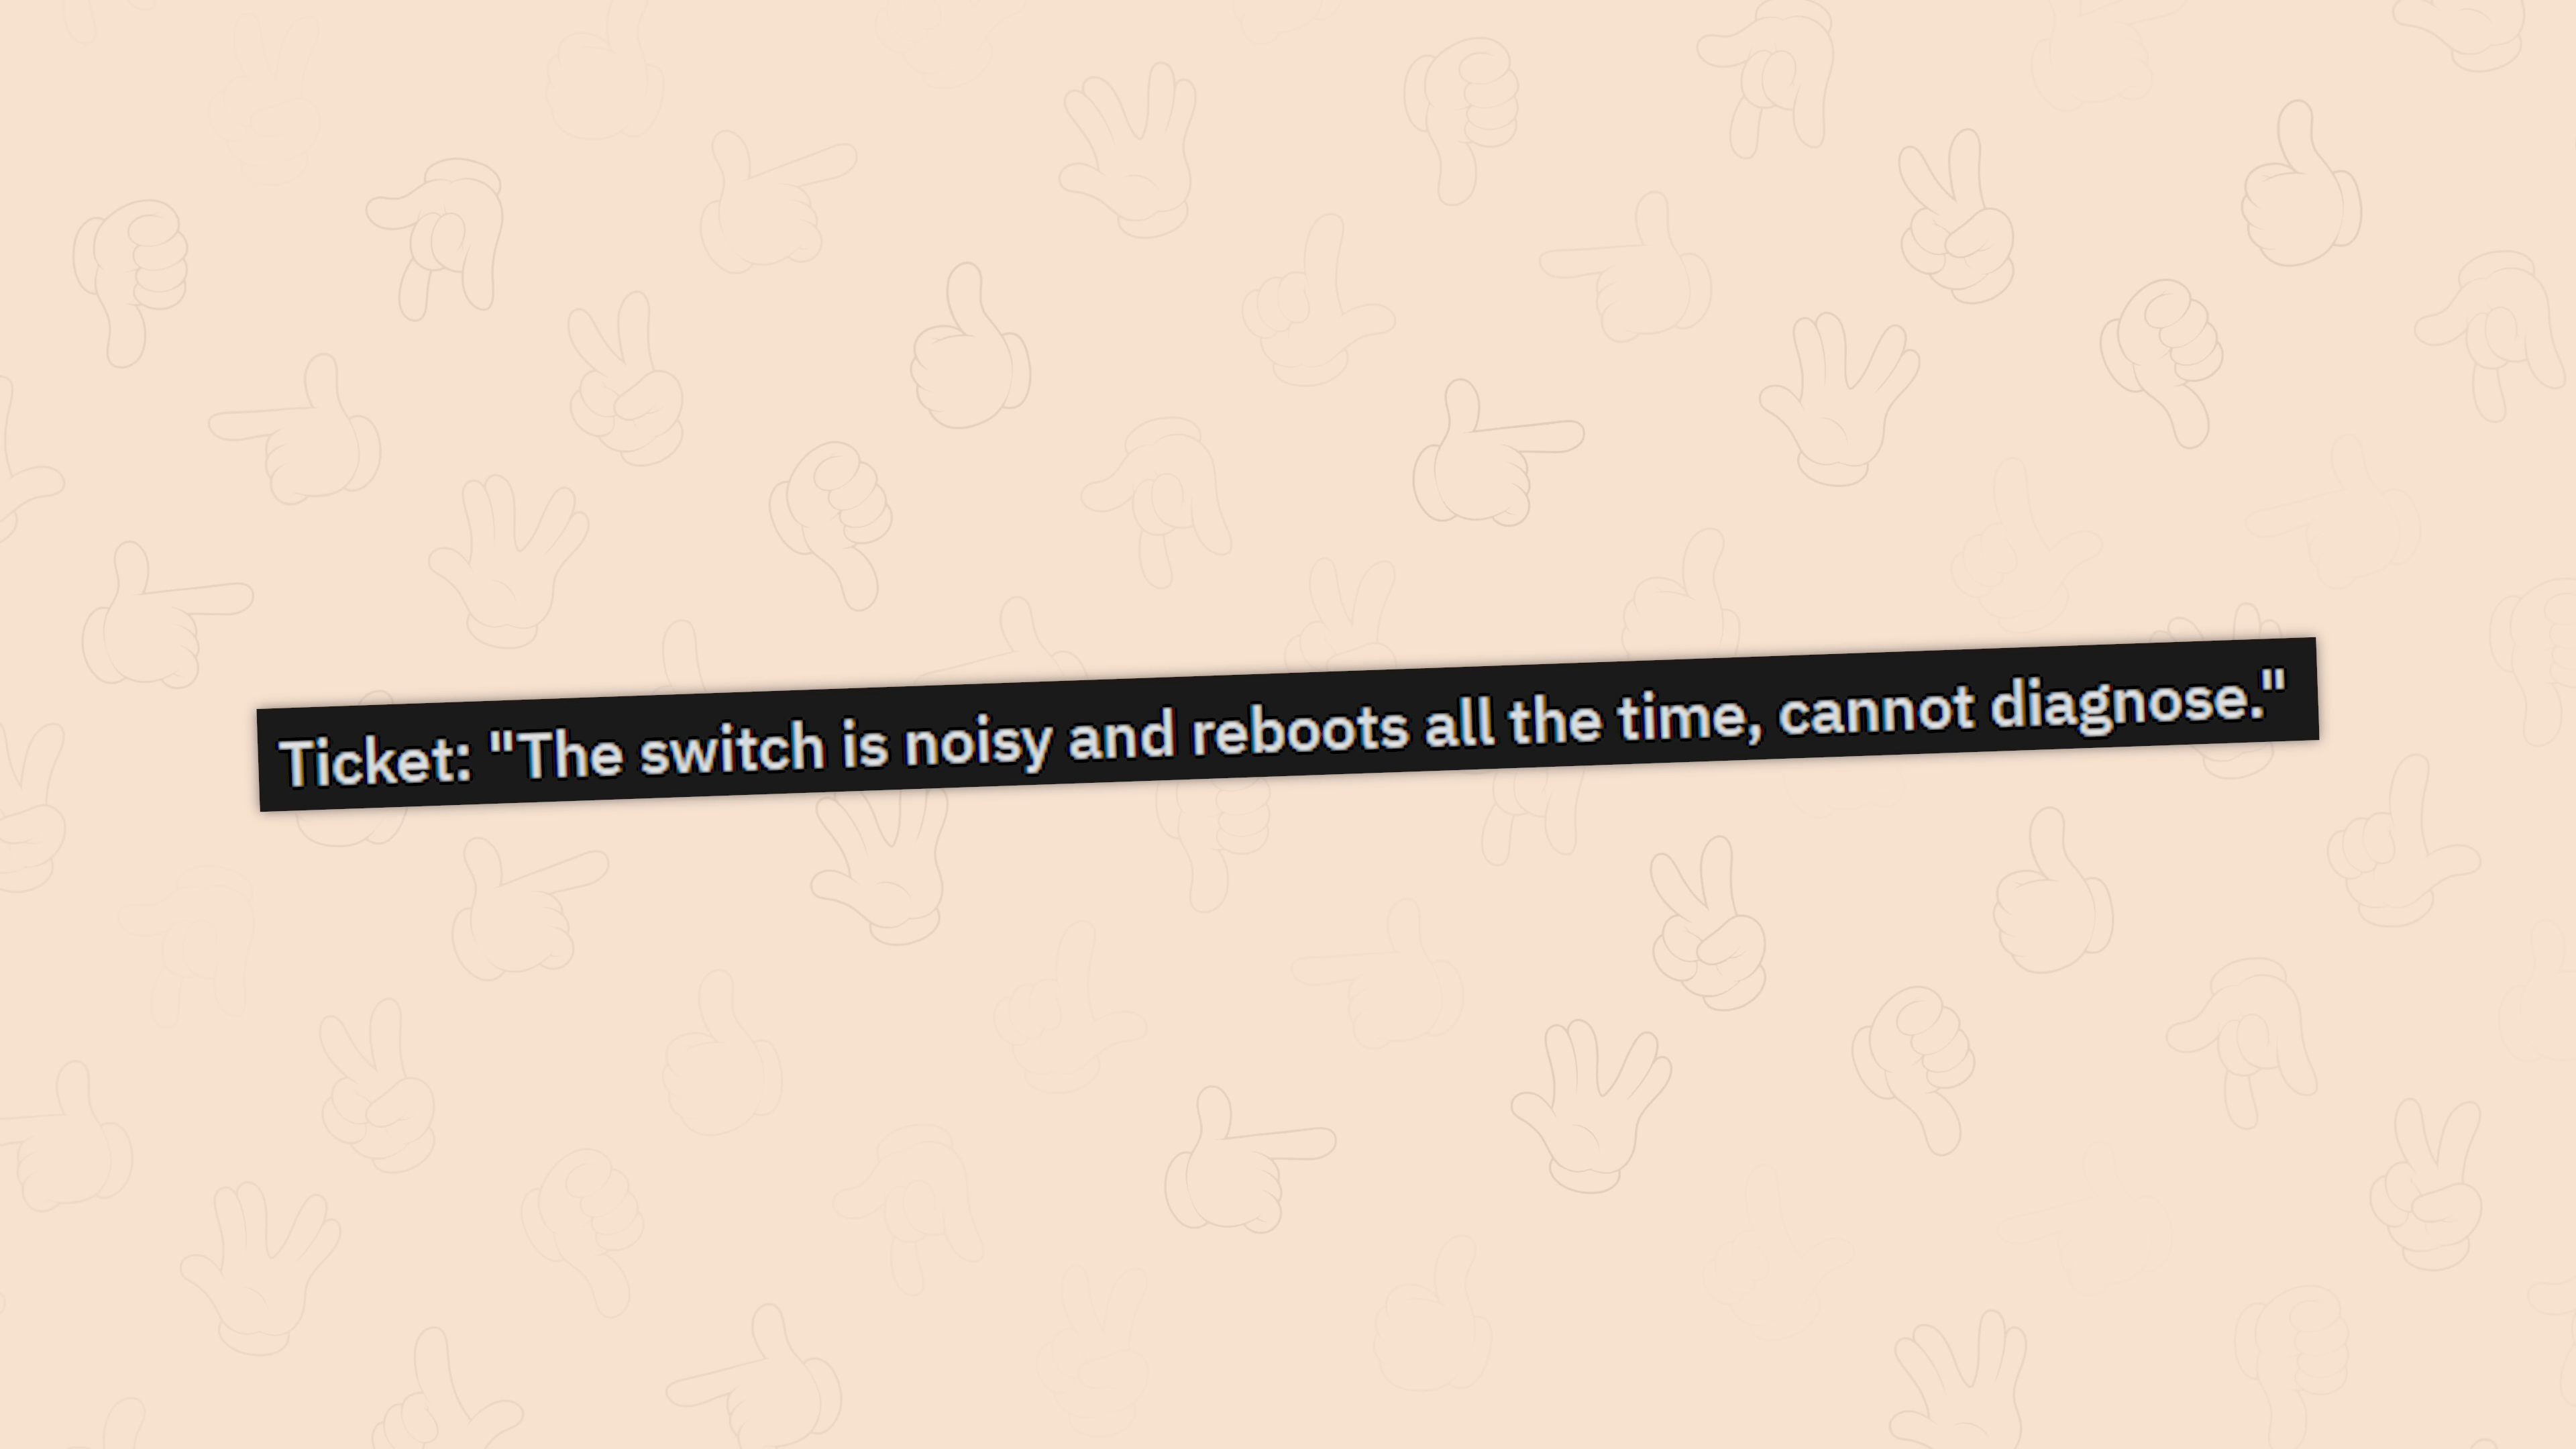 Ticket: "The switch is noisy and reboots all the time, cannot diagnose."